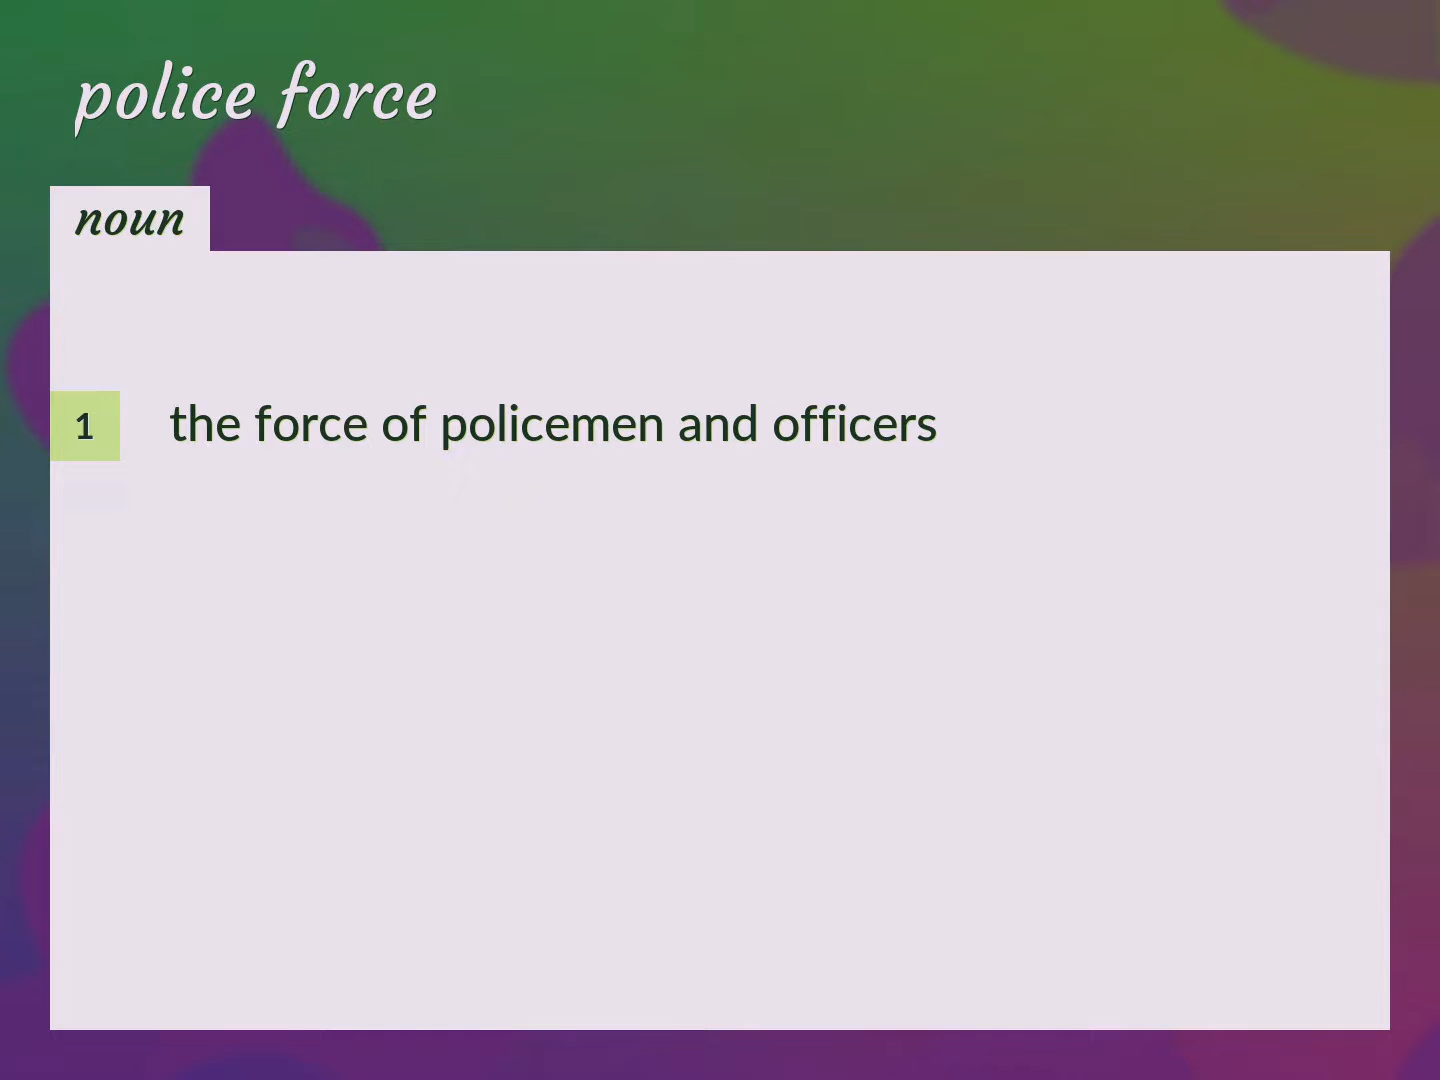 police force
noun
1 the force of policemen and officers